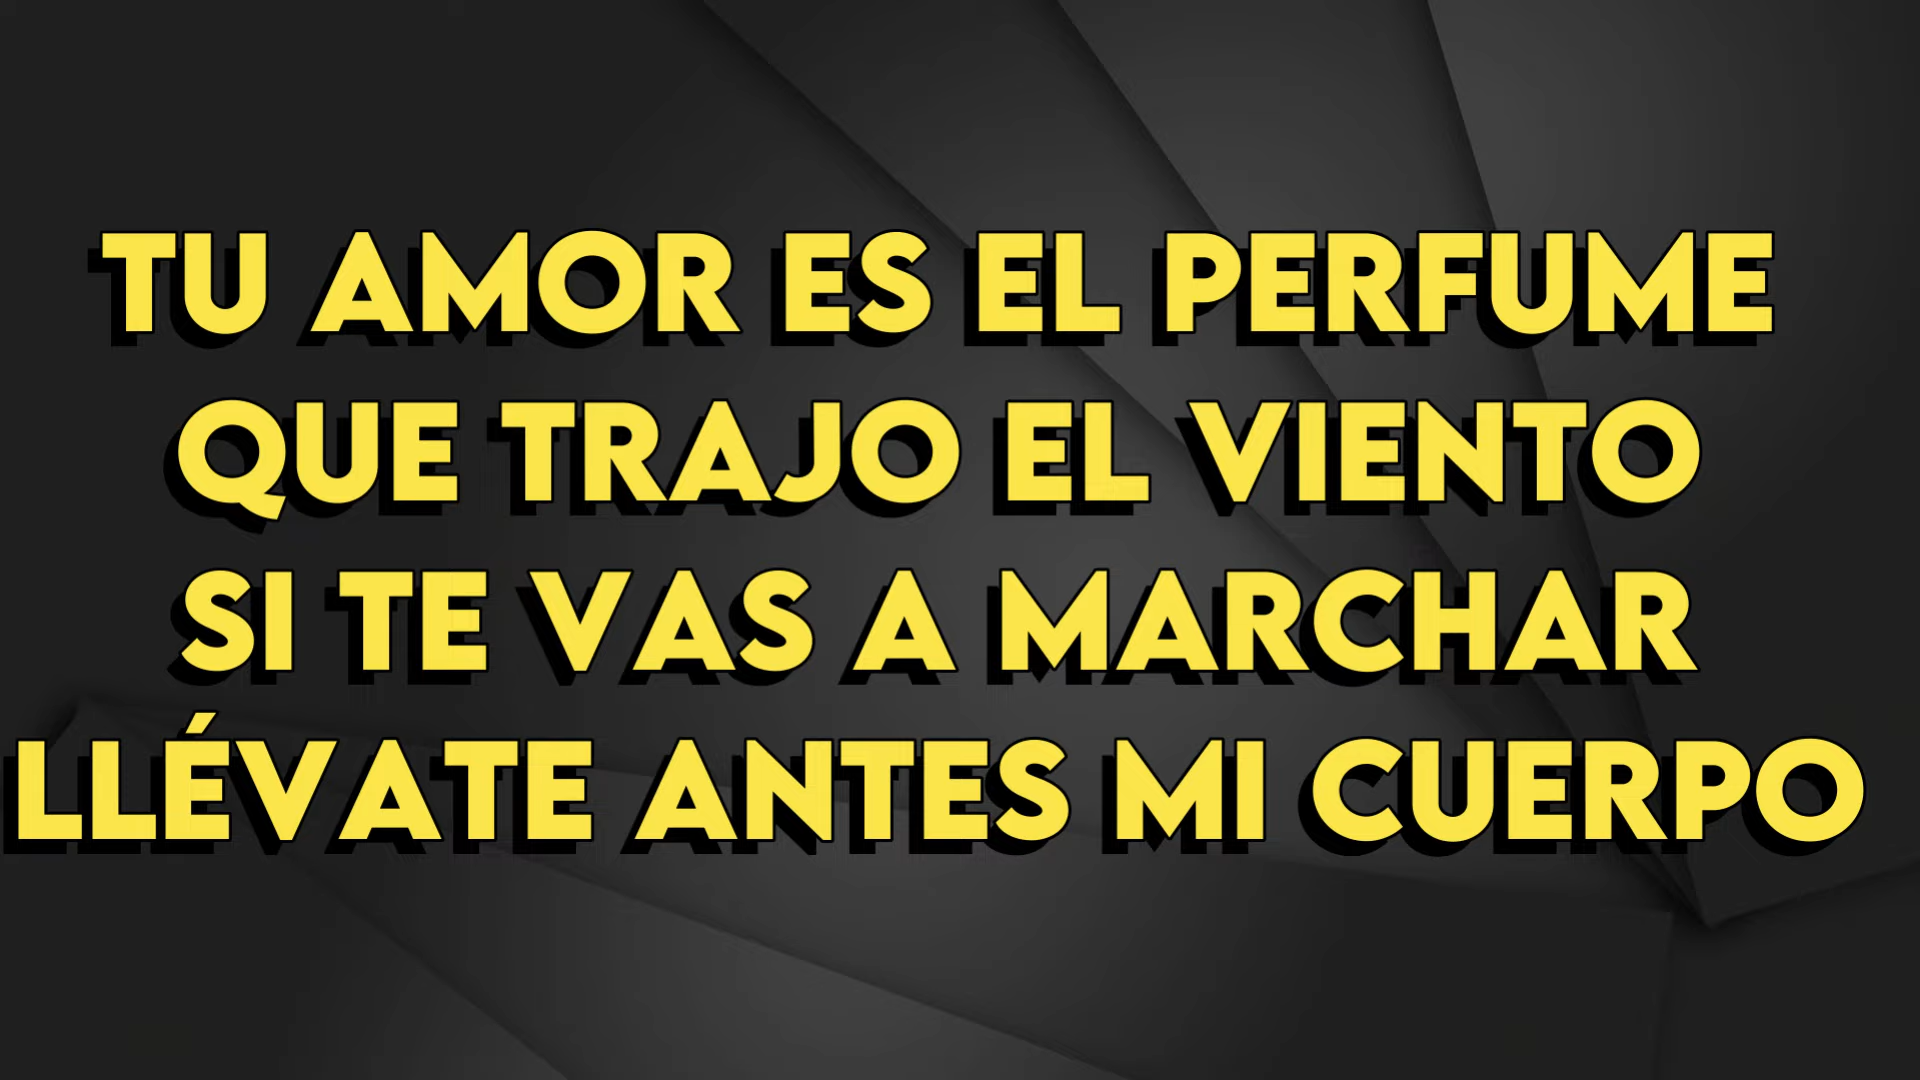 TU AMOR ES EL PERFUME
QUE TRAJO EL VIENTO
SI TE VAS A MARCHAR
LLÉVATE ANTES MI CUERPO